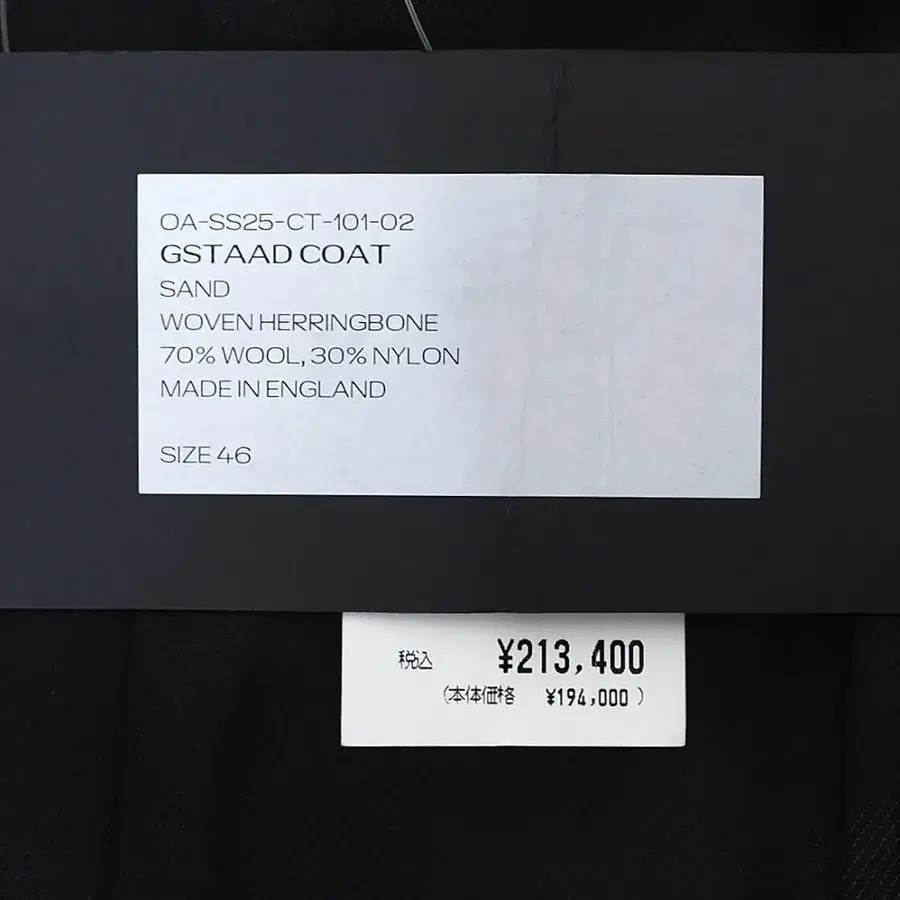 OA-SS25-CT-101-02
GSTAAD COAT
SAND
WOVEN HERRINGBONE
70% WOOL, 30% NYLON
MADE IN ENGLAND
SIZE 46
税込 ¥213,400
(本体価格 ¥194,000)